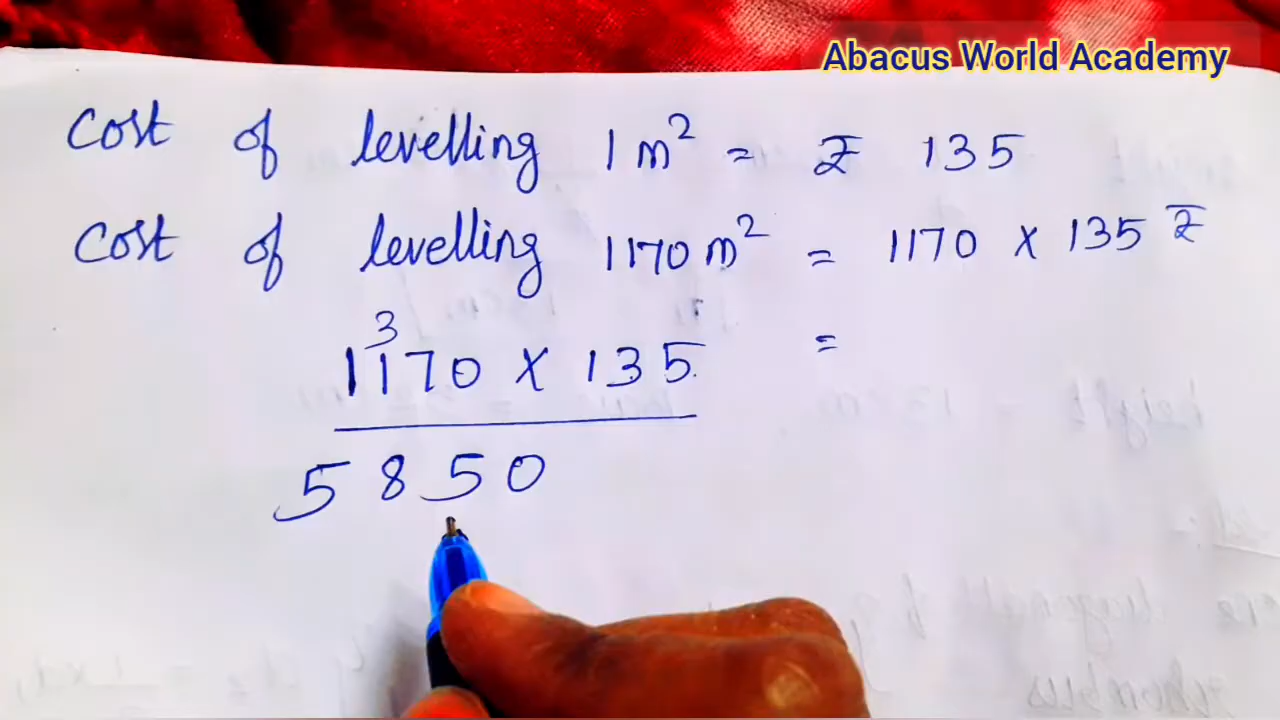 Abacus World Academy
Cost of levelling 1 m² = ₹ 135
Cost of levelling 1170 m² = 1170 x 135 ₹
3
1170 x 135 =
5850